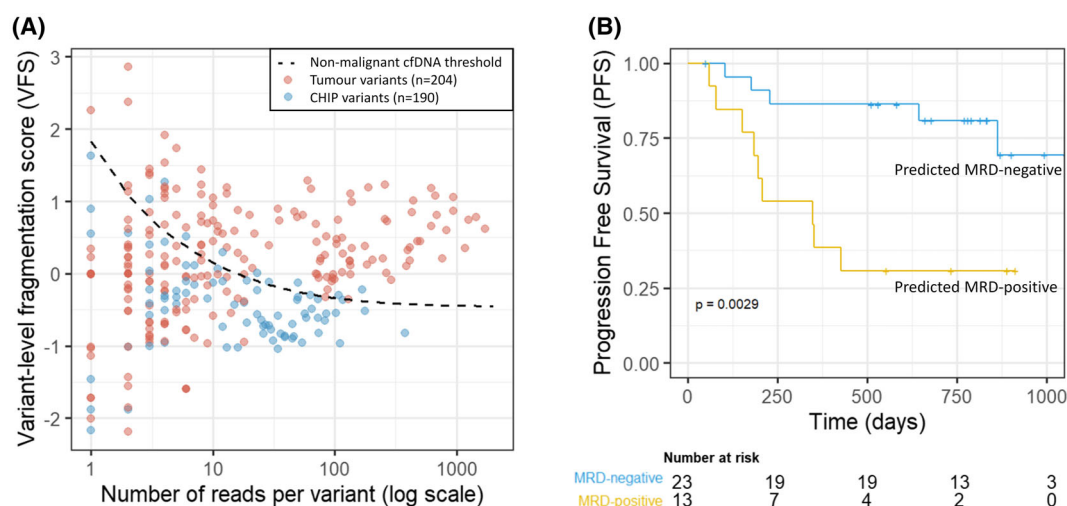 (A)
Variant-level fragmentation score (VFS)
3
2
1
0
-1
-2
Non-malignant cfDNA threshold
Tumour variants (n=204)
CHIP variants (n=190)
1 10 100 1000
Number of reads per variant (log scale)
(B)
Progression Free Survival (PFS)
1.00
0.75
0.50
0.25
0.00
Predicted MRD-negative
Predicted MRD-positive
p = 0.0029
0 250 500 750 1000
Time (days)
Number at risk
MRD-negative 23 19 19 13 3
MRD-positive 13 7 4 2 0